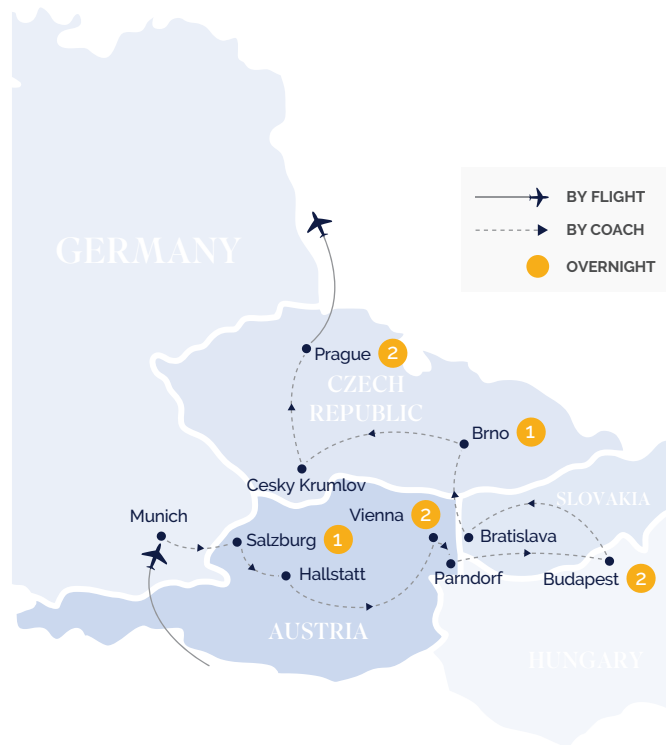 BY FLIGHT
BY COACH
OVERNIGHT
GERMANY
Prague 2
CZECH
REPUBLIC
Brno 1
Cesky Krumlov
SLOVAKIA
Munich
Vienna 2
Salzburg 1
Bratislava
Hallstatt
Parndorf
Budapest 2
AUSTRIA
HUNGARY